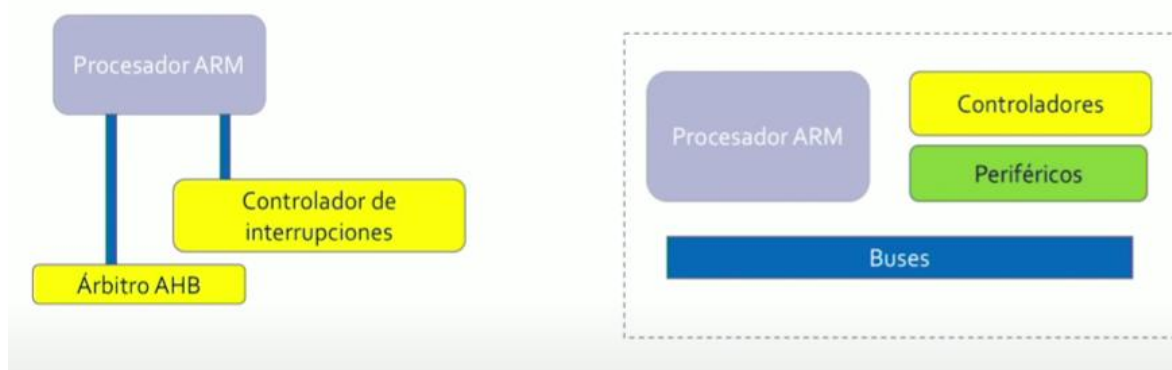 Procesador ARM
Controlador de
interrupciones
Árbitro AHB
Procesador ARM
Controladores
Periféricos
Buses